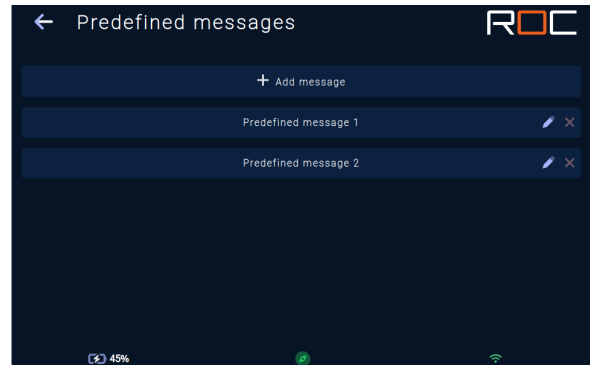 Predefined messages
ROC
Add message
Predefined message 1
Predefined message 2
45%